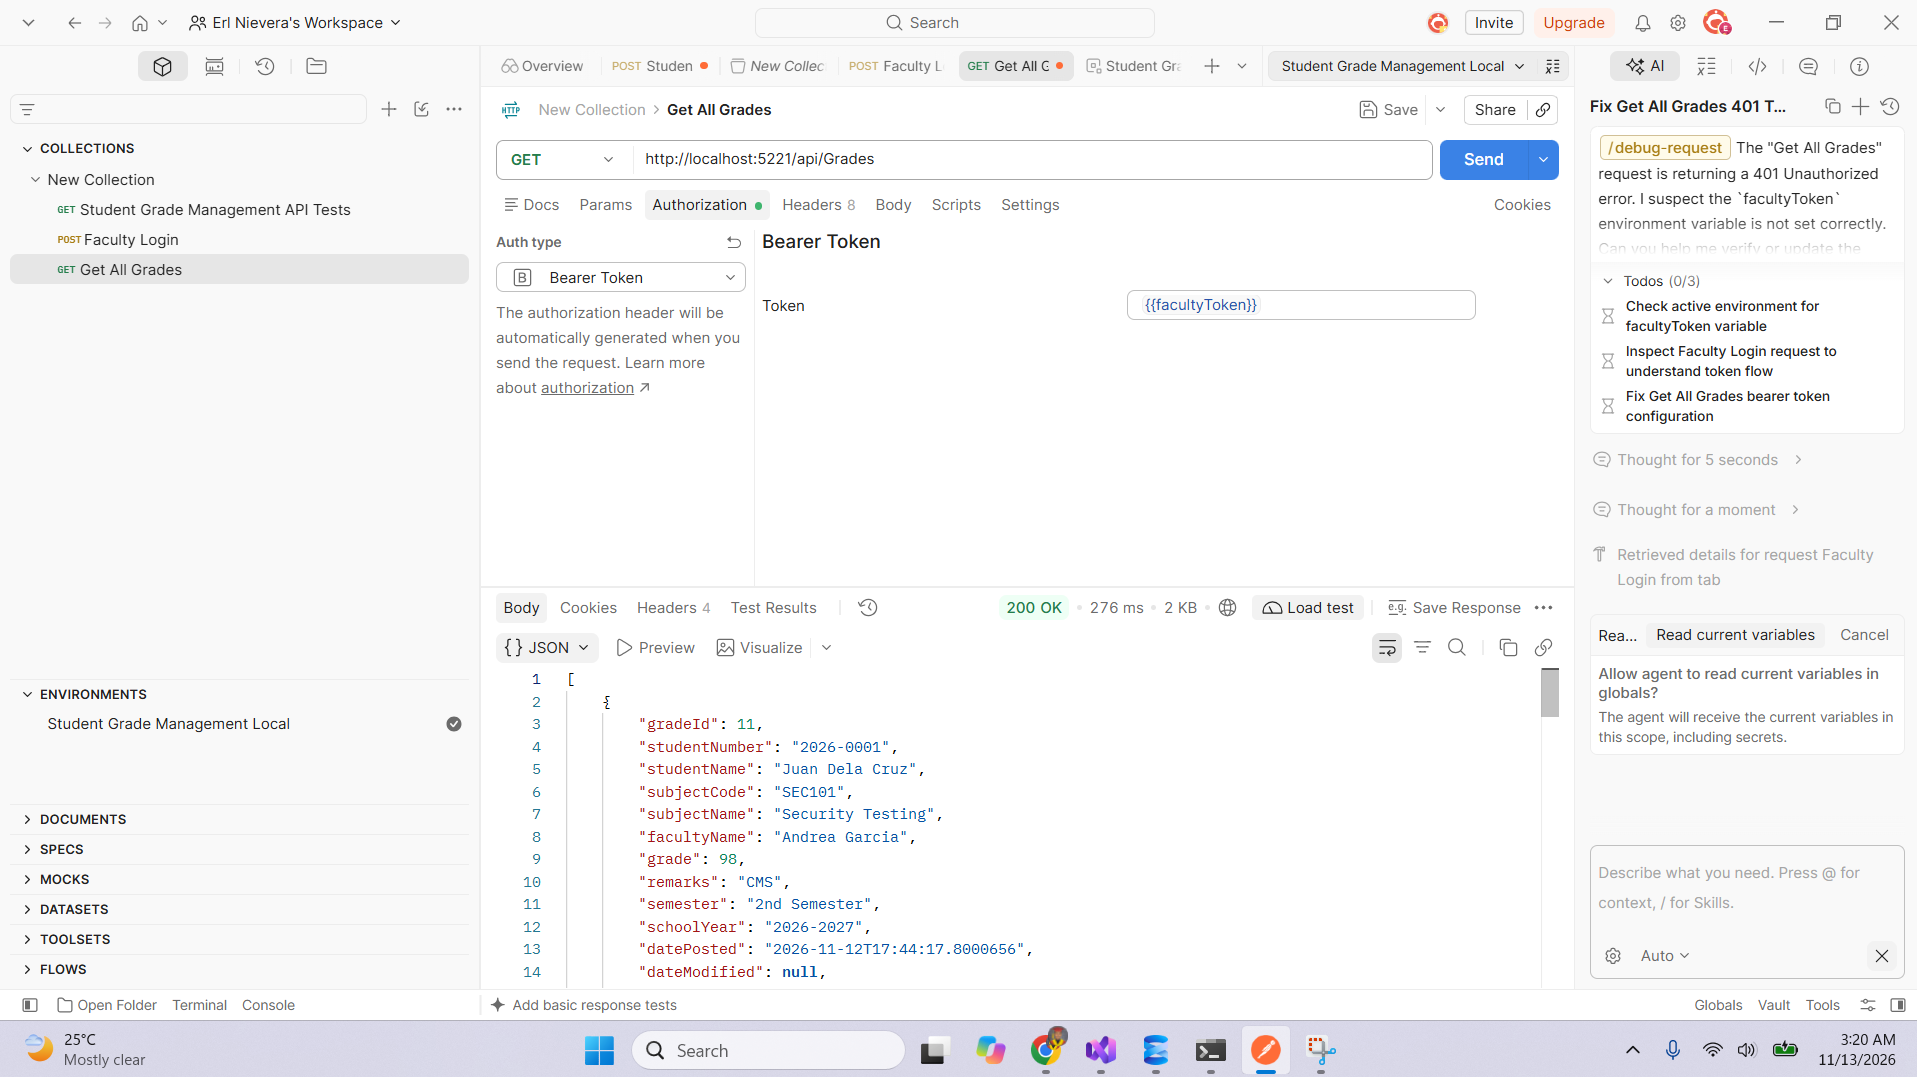 Erl Nievera's Workspace
Search
Invite
Upgrade
E
Overview
POST Studen
New Collec
POST Faculty L
GET Get All G
Student Gra
Student Grade Management Local
AI
COLLECTIONS
New Collection
GET Student Grade Management API Tests
POST Faculty Login
GET Get All Grades
ENVIRONMENTS
Student Grade Management Local
DOCUMENTS
SPECS
MOCKS
DATASETS
TOOLSETS
FLOWS
HTTP New Collection > Get All Grades
Save
Share
GET
http://localhost:5221/api/Grades
Send
Docs
Params
Authorization
Headers 8
Body
Scripts
Settings
Cookies
Auth type
B Bearer Token
The authorization header will be
automatically generated when you
send the request. Learn more
about authorization
Bearer Token
Token
{{facultyToken}}
Body
Cookies
Headers 4
Test Results
200 OK
276 ms
2 KB
Load test
e.g. Save Response
{} JSON
Preview
Visualize
1 [
2 {
3 "gradeId": 11,
4 "studentNumber": "2026-0001",
5 "studentName": "Juan Dela Cruz",
6 "subjectCode": "SEC101",
7 "subjectName": "Security Testing",
8 "facultyName": "Andrea Garcia",
9 "grade": 98,
10 "remarks": "CMS",
11 "semester": "2nd Semester",
12 "schoolYear": "2026-2027",
13 "datePosted": "2026-11-12T17:44:17.8000656",
14 "dateModified": null,
Fix Get All Grades 401 T...
/debug-request The "Get All Grades"
request is returning a 401 Unauthorized
error. I suspect the `facultyToken`
environment variable is not set correctly.
Can you help me verify or update the
Todos (0/3)
Check active environment for
facultyToken variable
Inspect Faculty Login request to
understand token flow
Fix Get All Grades bearer token
configuration
Thought for 5 seconds
Thought for a moment
Retrieved details for request Faculty
Login from tab
Rea...
Read current variables
Cancel
Allow agent to read current variables in
globals?
The agent will receive the current variables in
this scope, including secrets.
Describe what you need. Press @ for
context, / for Skills.
Auto
Open Folder
Terminal
Console
Add basic response tests
Globals
Vault
Tools
25°C
Mostly clear
Search
3:20 AM
11/13/2026